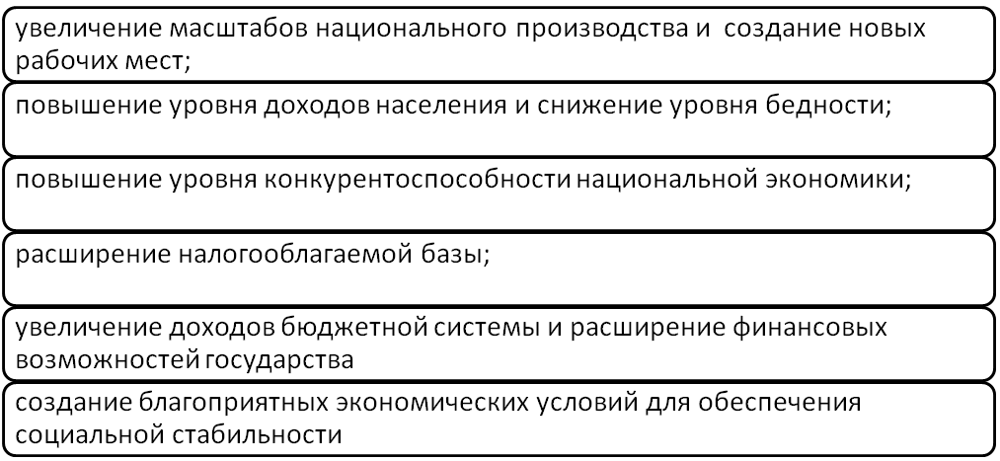 увеличение масштабов национального производства и создание новых
рабочих мест;
повышение уровня доходов населения и снижение уровня бедности;
повышение уровня конкурентоспособности национальной экономики;
расширение налогооблагаемой базы;
увеличение доходов бюджетной системы и расширение финансовых
возможностей государства
создание благоприятных экономических условий для обеспечения
социальной стабильности